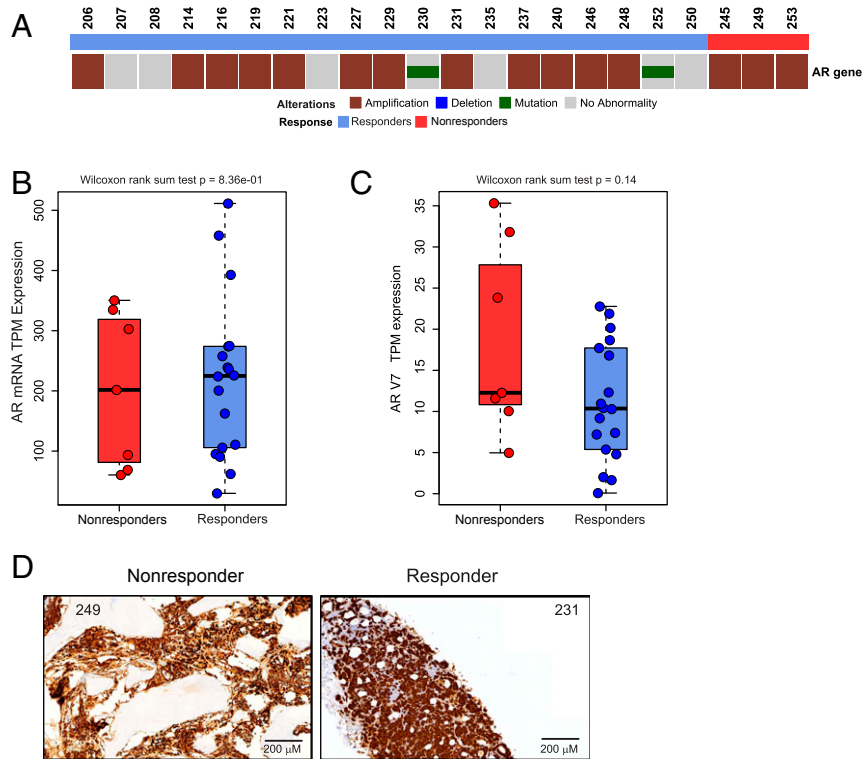 A
206 207 208 214 216 219 221 223 227 229 230 231 235 237 240 246 248 252 250 245 249 253
AR gene
Alterations Amplification Deletion Mutation No Abnormality
Response Responders Nonresponders
B
Wilcoxon rank sum test p = 8.36e-01
AR mRNA TPM Expression
500
400
300
200
100
Nonresponders Responders
C
Wilcoxon rank sum test p = 0.14
AR V7 TPM expression
35
30
25
20
15
10
5
0
Nonresponders Responders
D
Nonresponder Responder
249
200 µM
231
200 µM